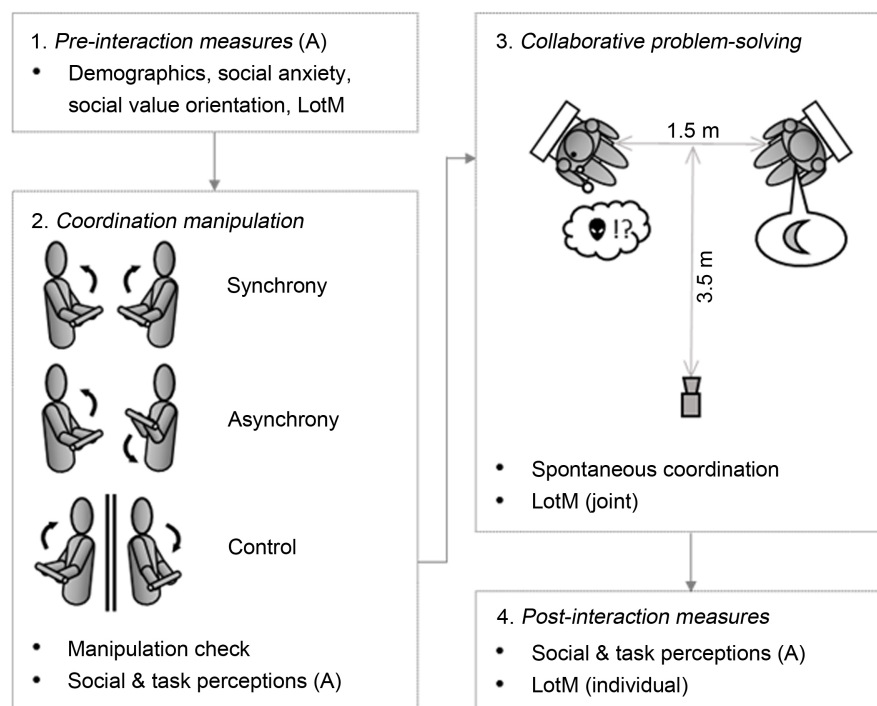 1. Pre-interaction measures (A)
• Demographics, social anxiety,
social value orientation, LotM
2. Coordination manipulation
Synchrony
Asynchrony
Control
• Manipulation check
• Social & task perceptions (A)
3. Collaborative problem-solving
1.5 m
!?
3.5 m
• Spontaneous coordination
• LotM (joint)
4. Post-interaction measures
• Social & task perceptions (A)
• LotM (individual)